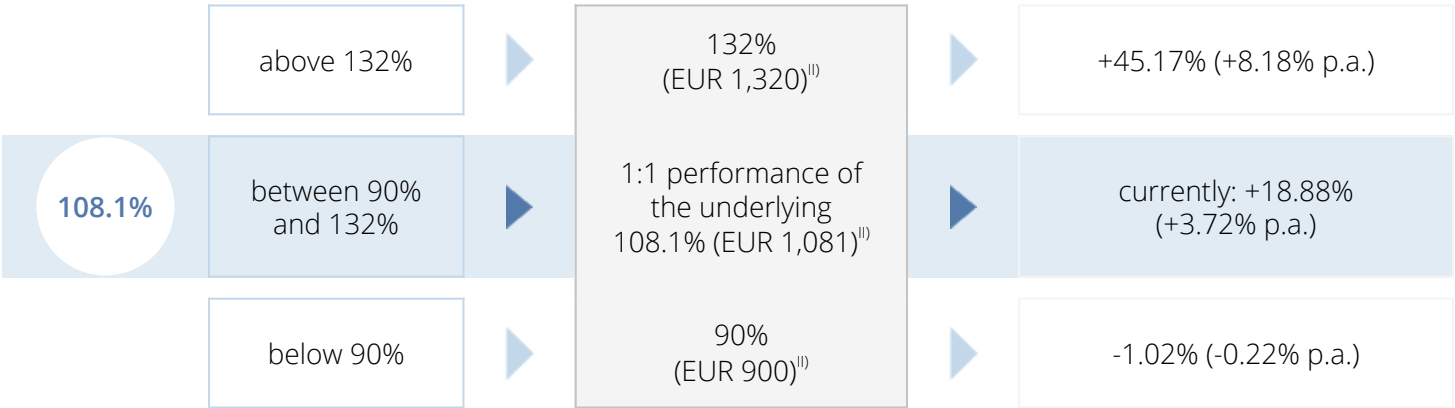 above 132%
132%
(EUR 1,320)II)
+45.17% (+8.18% p.a.)
108.1%
between 90%
and 132%
1:1 performance of
the underlying
108.1% (EUR 1,081)II)
currently: +18.88%
(+3.72% p.a.)
below 90%
90%
(EUR 900)II)
-1.02% (-0.22% p.a.)